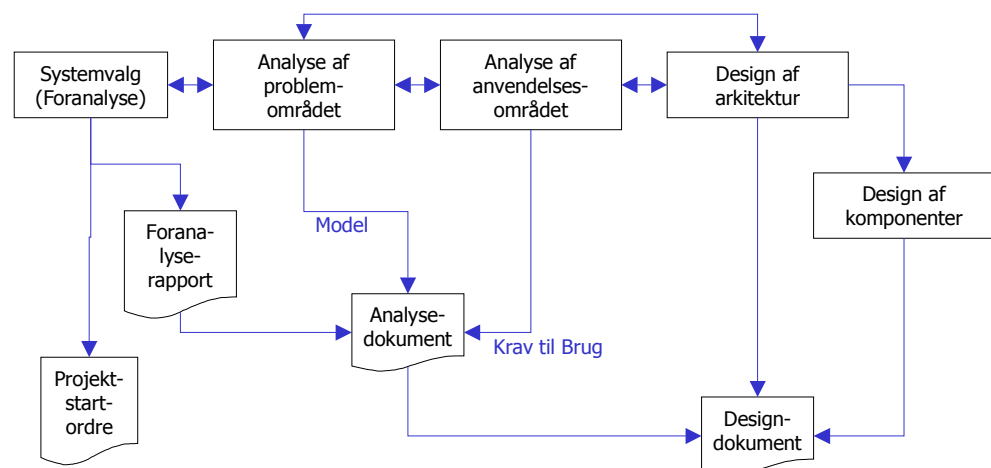 Systemvalg
(Foranalyse)
Analyse af
problem-
området
Analyse af
anvendelses-
området
Design af
arkitektur
Design af
komponenter
Forana-
lyse-
rapport
Model
Analyse-
dokument
Krav til Brug
Projekt-
start-
ordre
Design-
dokument